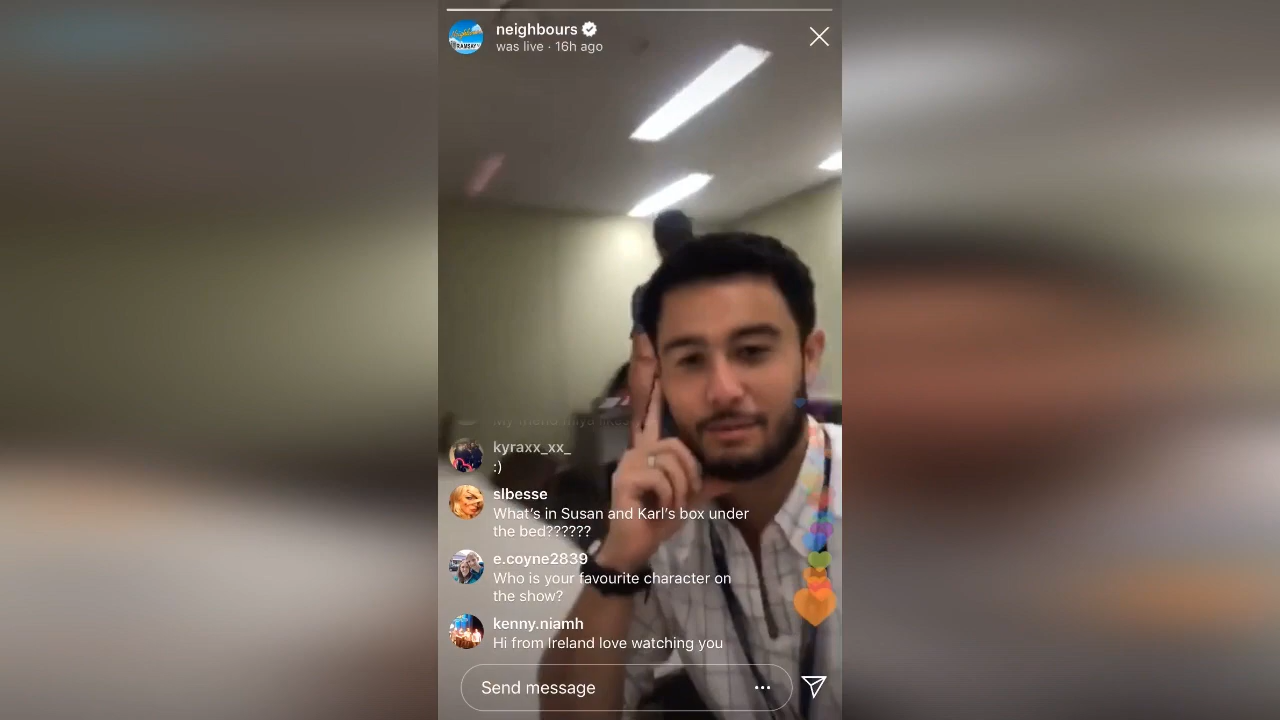 neighbours
was live · 16h ago
RAMSAY
kyraxx_xx_
:)
slbesse
What's in Susan and Karl's box under
the bed??????
e.coyne2839
Who is your favourite character on
the show?
kenny.niamh
Hi from Ireland love watching you
Send message